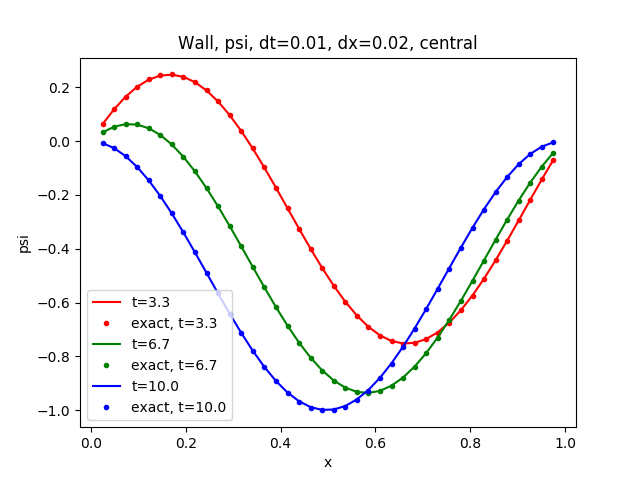 Wall, psi, dt=0.01, dx=0.02, central
psi
0.2
0.0
−0.2
−0.4
−0.6
−0.8
−1.0
t=3.3
exact, t=3.3
t=6.7
exact, t=6.7
t=10.0
exact, t=10.0
0.0 0.2 0.4 0.6 0.8 1.0
x